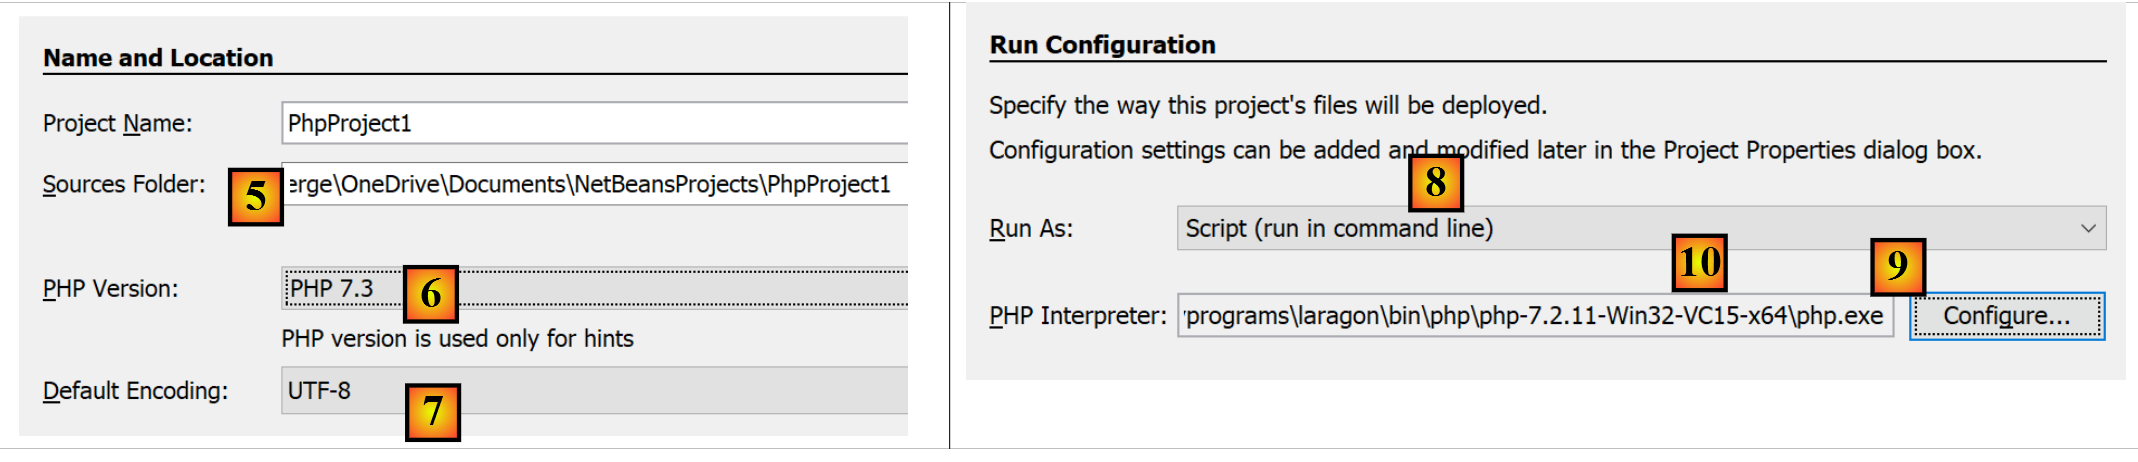 Name and Location
Project Name: PhpProject1
Sources Folder: 5 erge\OneDrive\Documents\NetBeansProjects\PhpProject1
PHP Version: PHP 7.3 6
PHP version is used only for hints
Default Encoding: UTF-8 7
Run Configuration
Specify the way this project's files will be deployed.
Configuration settings can be added and modified later in the Project Properties dialog box.
8
Run As: Script (run in command line)
10 9
PHP Interpreter: programs\laragon\bin\php\php-7.2.11-Win32-VC15-x64\php.exe Configure...